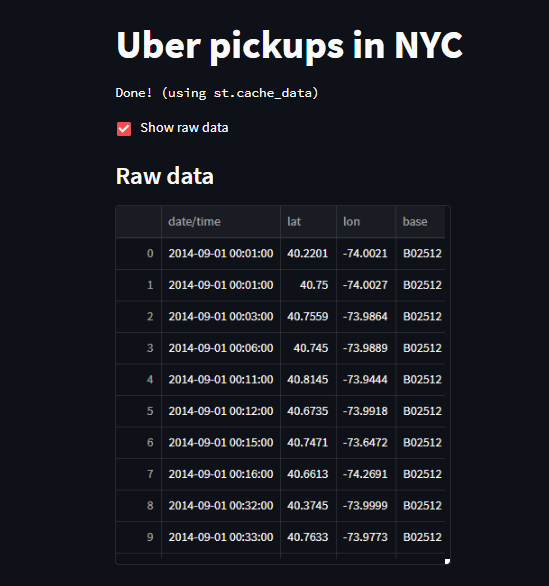 Uber pickups in NYC
Done! (using st.cache_data)
Show raw data
Raw data
date/time lat lon base
0 2014-09-01 00:01:00 40.2201 -74.0021 B02512
1 2014-09-01 00:01:00 40.75 -74.0027 B02512
2 2014-09-01 00:03:00 40.7559 -73.9864 B02512
3 2014-09-01 00:06:00 40.745 -73.9889 B02512
4 2014-09-01 00:11:00 40.8145 -73.9444 B02512
5 2014-09-01 00:12:00 40.6735 -73.9918 B02512
6 2014-09-01 00:15:00 40.7471 -73.6472 B02512
7 2014-09-01 00:16:00 40.6613 -74.2691 B02512
8 2014-09-01 00:32:00 40.3745 -73.9999 B02512
9 2014-09-01 00:33:00 40.7633 -73.9773 B02512